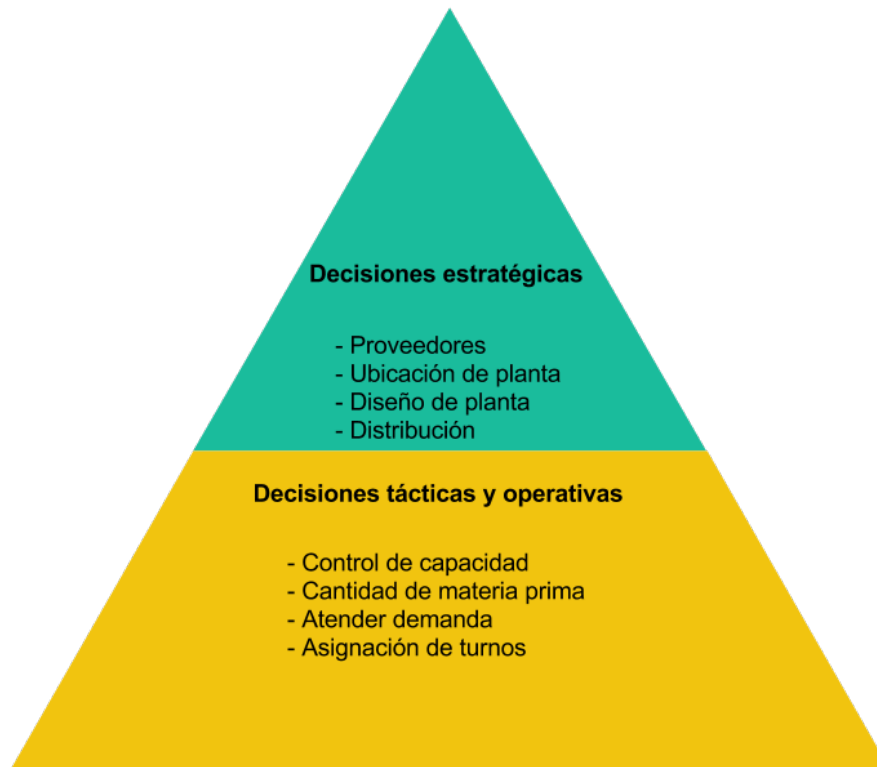 Decisiones estratégicas
- Proveedores
- Ubicación de planta
- Diseño de planta
- Distribución
Decisiones tácticas y operativas
- Control de capacidad
- Cantidad de materia prima
- Atender demanda
- Asignación de turnos